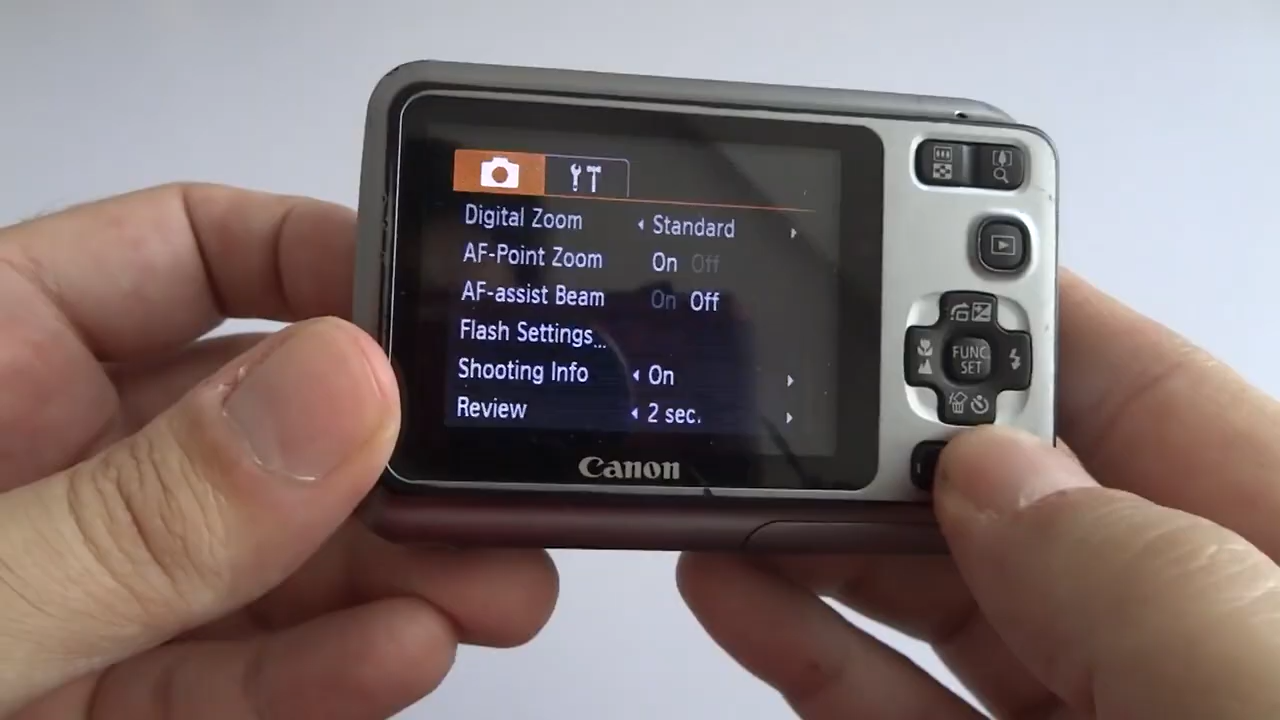 Digital Zoom Standard
AF-Point Zoom On Off
AF-assist Beam On Off
Flash Settings...
Shooting Info On
Review 2 sec.
Canon
FUNC.
SET